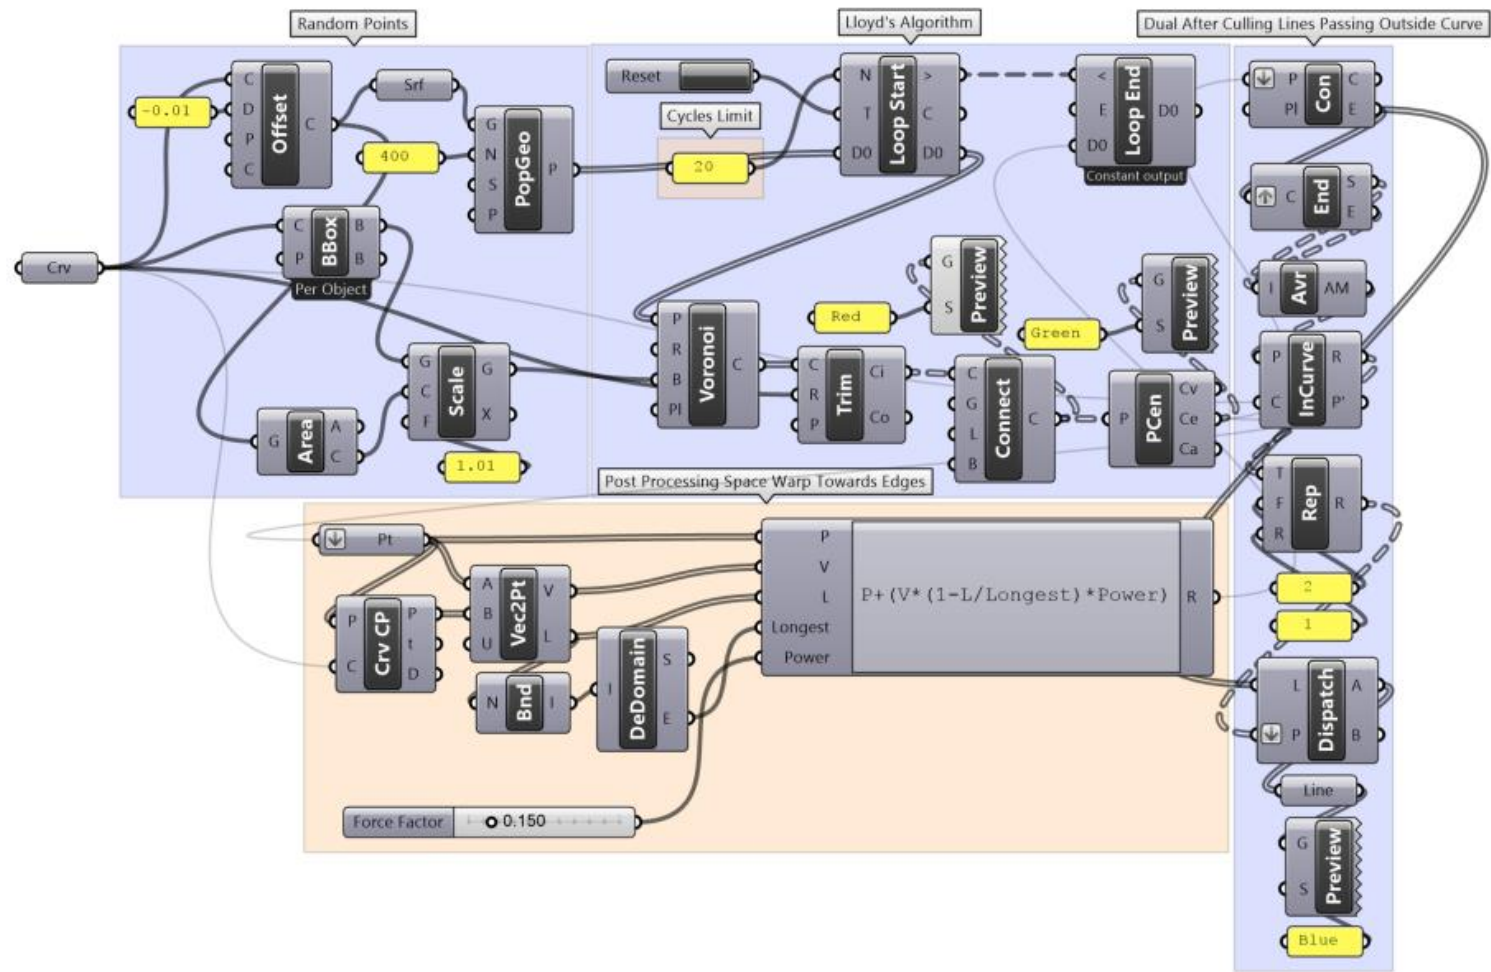 Random Points
Lloyd's Algorithm
Dual After Culling Lines Passing Outside Curve
C
D
P
C
Offset
C
-0.01
Srf
400
G
N
S
P
PopGeo
P
C
P
BBox
B
B
Per Object
Crv
G
C
F
Scale
G
X
G
Area
A
C
1.01
Reset
Cycles Limit
20
N
T
D0
Loop Start
>
C
D0
<
E
D0
Loop End
D0
Constant output
P
R
B
Pl
Voronoi
C
Red
G
S
Preview
Green
G
S
Preview
C
R
P
Trim
Ci
Co
C
G
L
B
Connect
C
P
PCen
Cv
Ce
Ca
P
Pl
Con
C
E
C
End
S
E
I
Avr
AM
P
C
InCurve
R
P'
T
F
R
Rep
R
2
1
L
P
Dispatch
A
B
Line
G
S
Preview
Blue
Post Processing Space Warp Towards Edges
Pt
P
C
Crv CP
P
t
D
A
B
U
Vec2Pt
V
L
N
Bnd
I
I
DeDomain
S
E
P
V
L
Longest
Power
P+(V*(1-L/Longest)*Power)
R
Force Factor
0.150